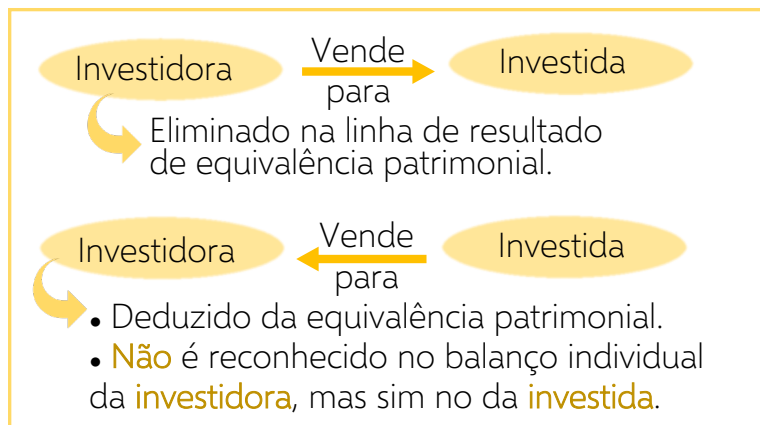 Investidora Vende para Investida
Eliminado na linha de resultado
de equivalência patrimonial.
Investidora Vende para Investida
• Deduzido da equivalência patrimonial.
• Não é reconhecido no balanço individual
da investidora, mas sim no da investida.